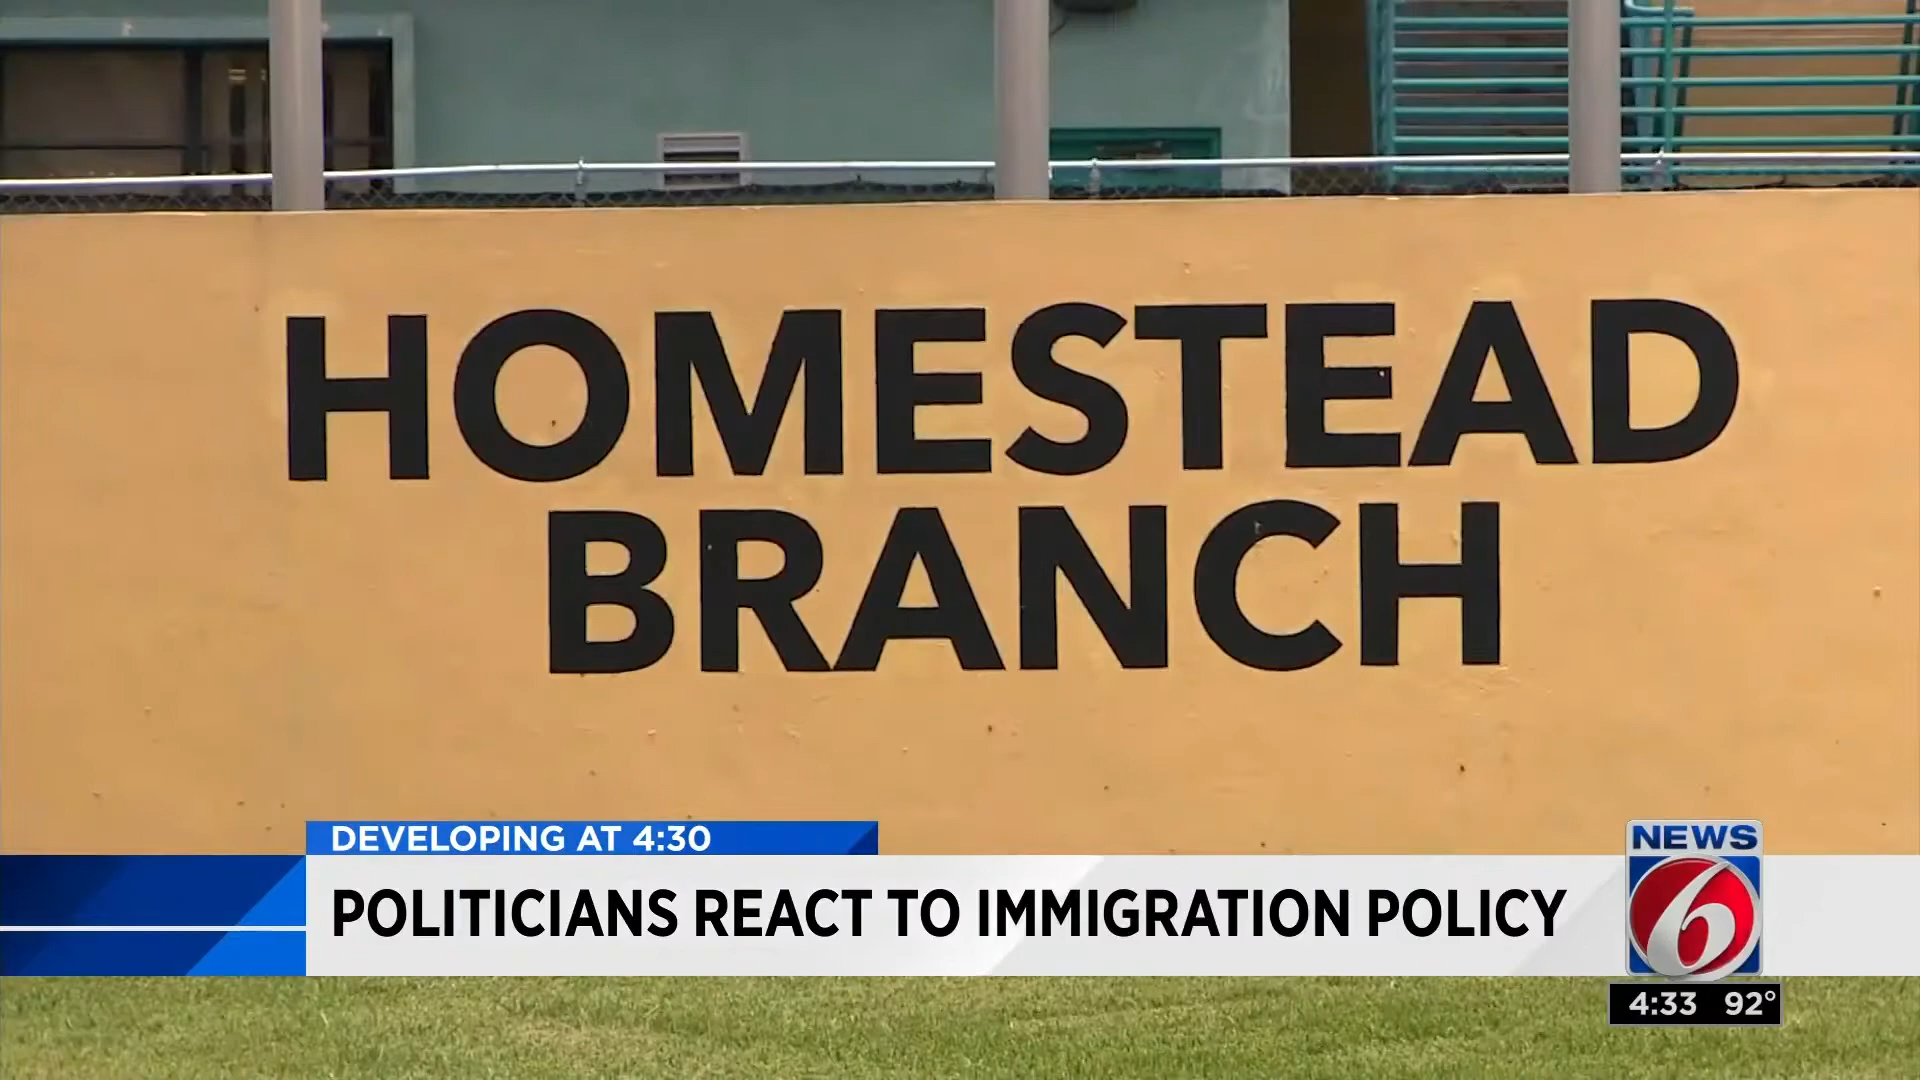 HOMESTEAD
BRANCH
DEVELOPING AT 4:30
POLITICIANS REACT TO IMMIGRATION POLICY
NEWS
6
4:33 92°